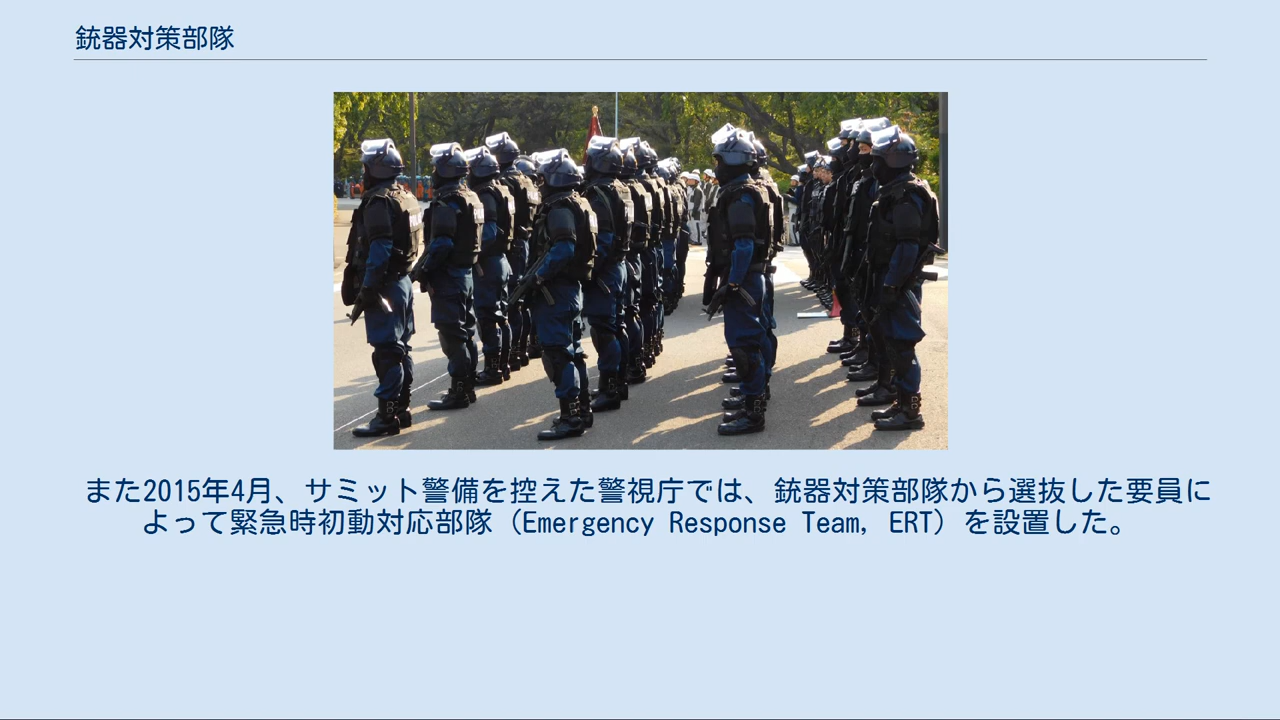 銃器対策部隊
また2015年4月、サミット警備を控えた警視庁では、銃器対策部隊から選抜した要員に
よって緊急時初動対応部隊（Emergency Response Team, ERT）を設置した。